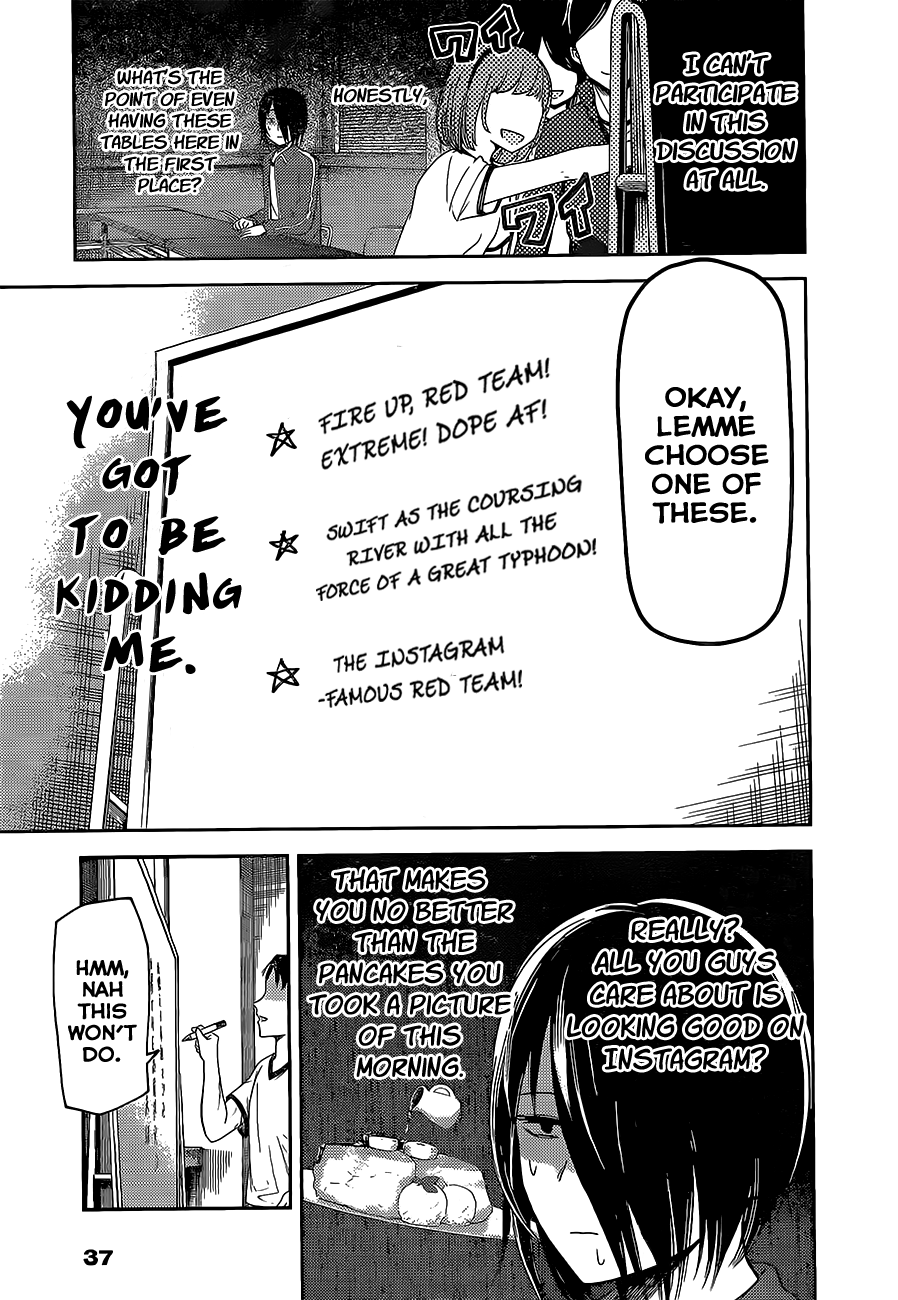 I CAN'T
PARTICIPATE
IN THIS
DISCUSSION
AT ALL.
ワイ
ワイ
HONESTLY,
WHAT'S THE
POINT OF EVEN
HAVING THESE
TABLES HERE IN
THE FIRST
PLACE?
OKAY,
LEMME
CHOOSE
ONE OF
THESE.
☆ FIRE UP, RED TEAM!
EXTREME! DOPE AF!
☆ SWIFT AS THE COURSING
RIVER WITH ALL THE
FORCE OF A GREAT TYPHOON!
☆ THE INSTAGRAM
-FAMOUS RED TEAM!
YOU'VE
GOT
TO BE
KIDDING
ME.
REALLY?
ALL YOU GUYS
CARE ABOUT IS
LOOKING GOOD ON
INSTAGRAM?
THAT MAKES
YOU NO BETTER
THAN THE
PANCAKES YOU
TOOK A PICTURE
OF THIS
MORNING.
HMM,
NAH
THIS
WON'T
DO.
37